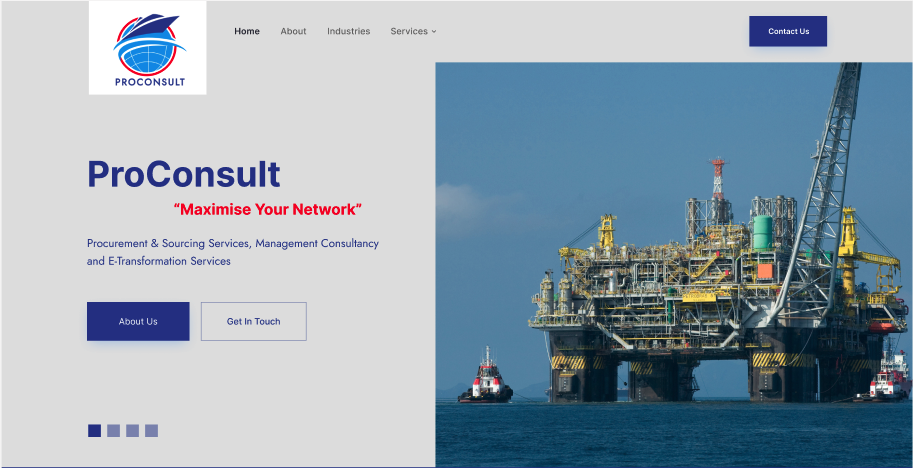 PROCONSULT
Home
About
Industries
Services
Contact Us
ProConsult
“Maximise Your Network”
Procurement & Sourcing Services, Management Consultancy
and E-Transformation Services
About Us
Get In Touch